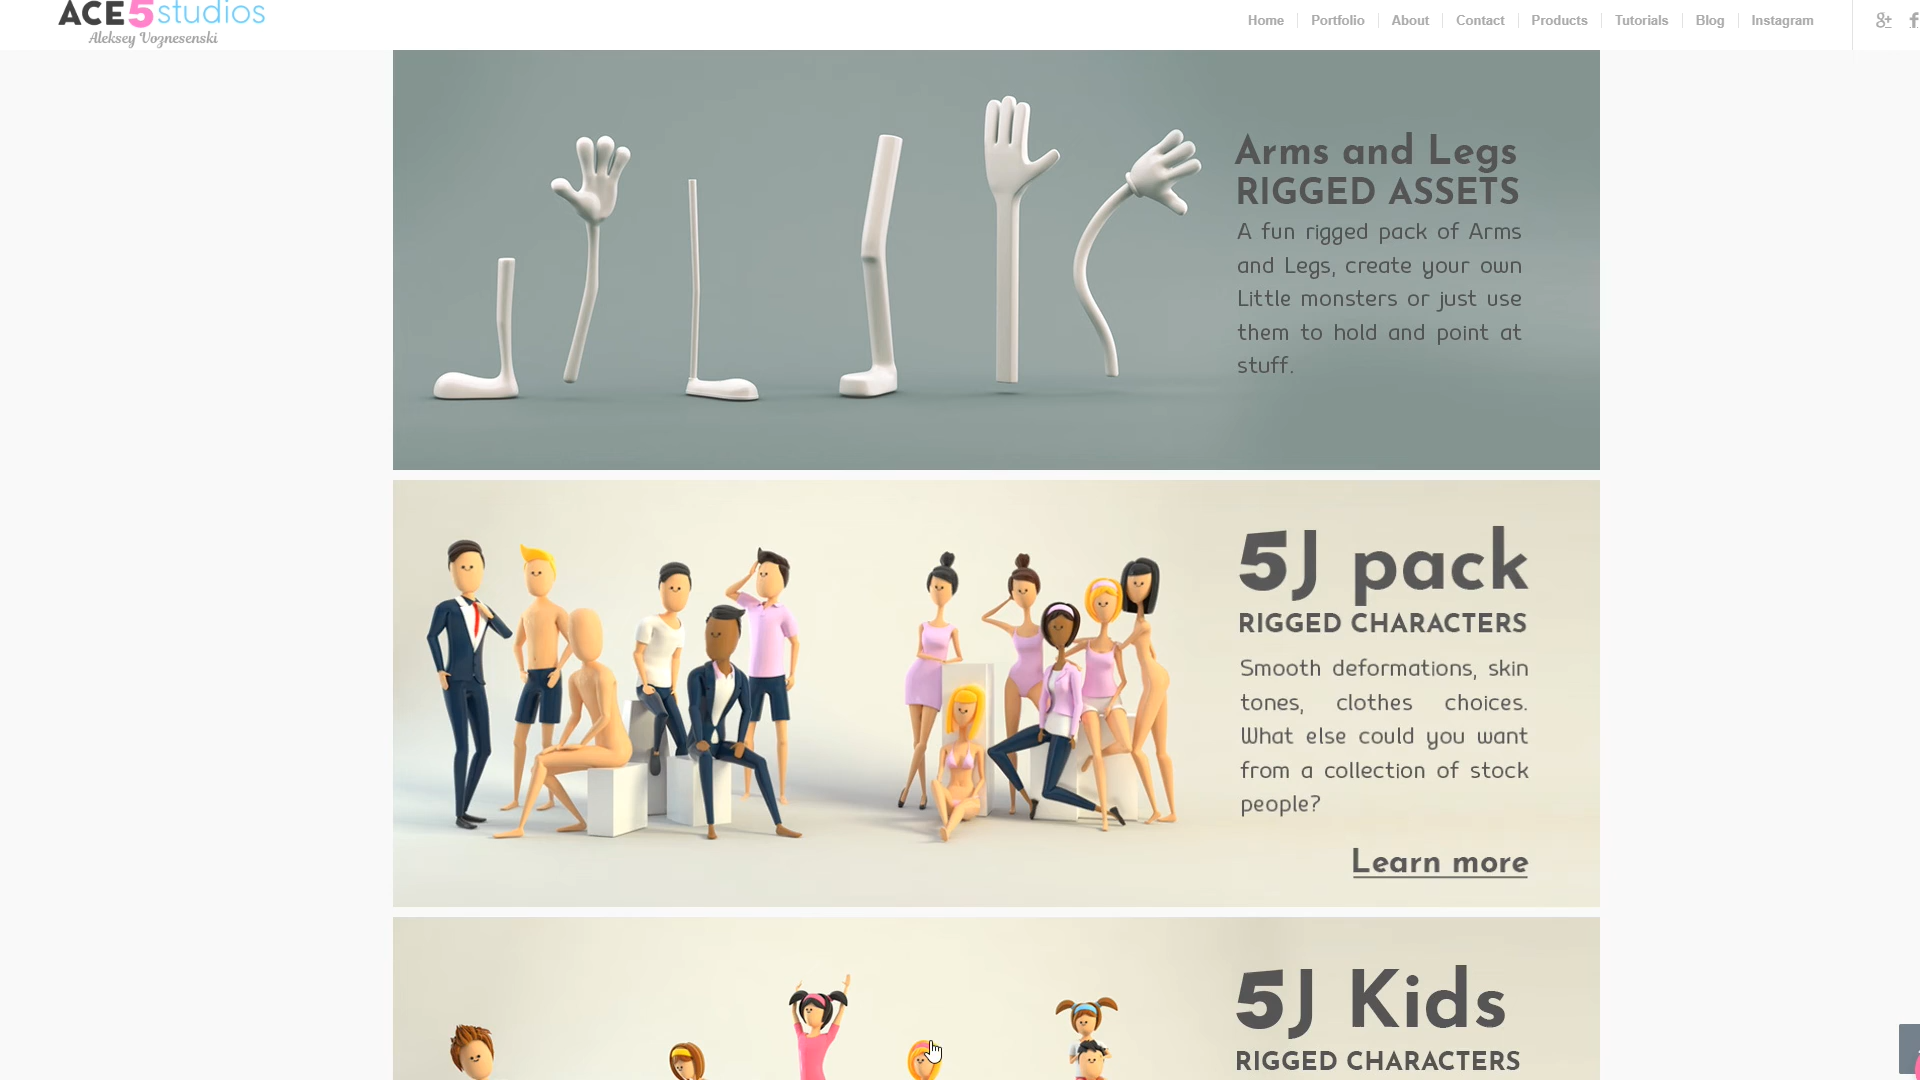 ACE5studios
Aleksey Voznesenski
Home
Portfolio
About
Contact
Products
Tutorials
Blog
Instagram
Arms and Legs
RIGGED ASSETS
A fun rigged pack of Arms
and Legs, create your own
Little monsters or just use
them to hold and point at
stuff.
5J pack
RIGGED CHARACTERS
Smooth deformations, skin
tones, clothes choices.
What else could you want
from a collection of stock
people?
Learn more
5J Kids
RIGGED CHARACTERS